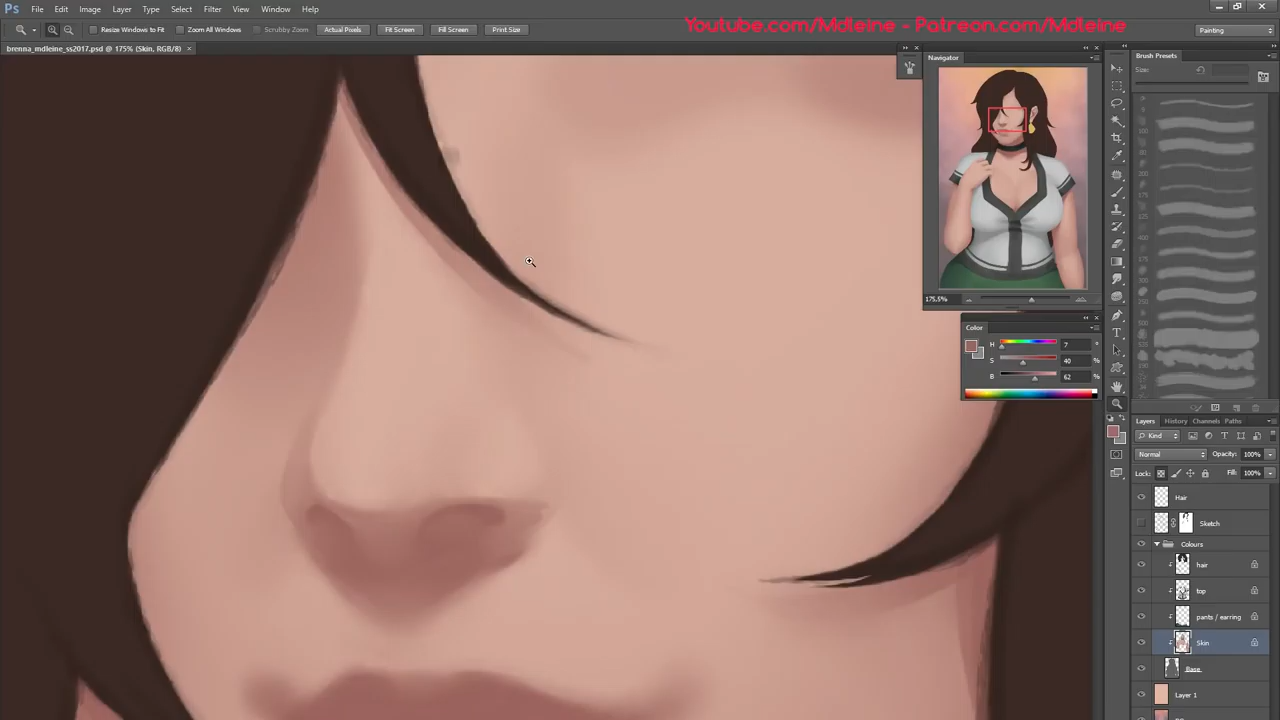 Ps File Edit Image Layer Type Select Filter View Window Help
Youtube.com/Mdleine - Patreon.com/Mdleine
Resize Windows to Fit Zoom All Windows Scrubby Zoom Actual Pixels Fit Screen Fill Screen Print Size Painting
brenna_mdleine_ss2017.psd @ 175% (Skin, RGB/8) ×
Navigator
175.5%
Color
H 7 °
S 40 %
B 62 %
Brush Presets
Size:
Layers History Channels Paths
Kind
Normal Opacity: 100%
Lock: Fill: 100%
Hair
Sketch
Colours
hair
top
pants / earring
Skin
Base
Layer 1